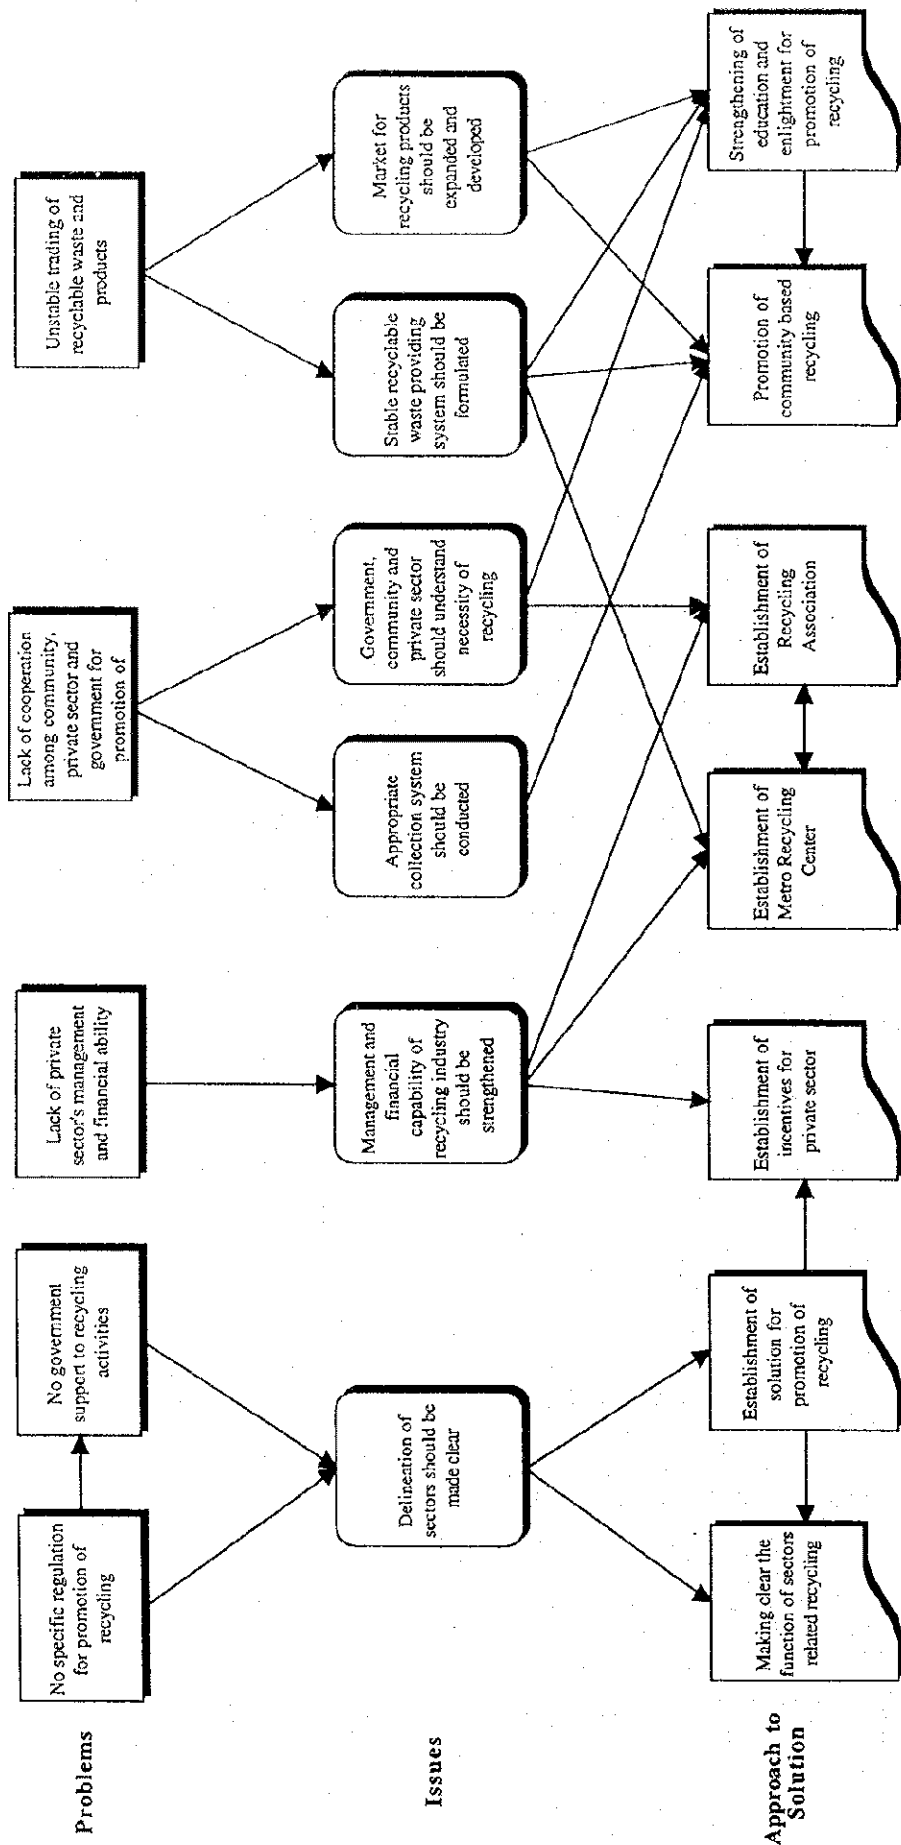 Problems
No specific regulation
for promotion of
recycling
No government
support to recycling
activities
Lack of private
sector's management
and financial ability
Lack of cooperation
among community,
private sector and
government for
promotion of
Unstable trading of
recyclable waste and
products
Issues
Delineation of
sectors should be
made clear
Management and
financial
capability of
recycling industry
should be
strengthened
Appropriate
collection system
should be
conducted
Government,
community and
private sector
should understand
necessity of
recycling
Stable recyclable
waste providing
system should be
formulated
Market for
recycling products
should be
expanded and
developed
Approach to
Solution
Making clear the
function of sectors
related recycling
Establishment of
solution for
promotion of
recycling
Establishment of
incentives for
private sector
Establishment of
Metro Recycling
Center
Establishment of
Recycling
Association
Promotion of
community based
recycling
Strengthening of
education and
enlightment for
promotion of
recycling